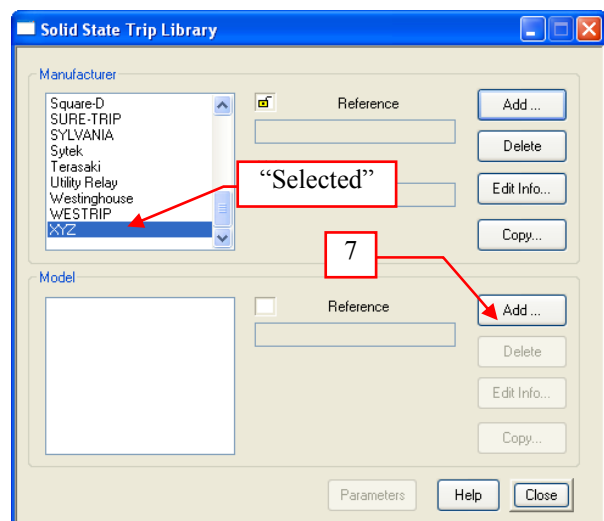 Solid State Trip Library
Manufacturer
Square-D
SURE-TRIP
SYLVANIA
Sytek
Terasaki
Utility Relay
Westinghouse
WESTRIP
XYZ
Reference
Add ...
Delete
Edit Info...
Copy...
“Selected”
7
Model
Reference
Add ...
Delete
Edit Info...
Copy...
Parameters
Help
Close